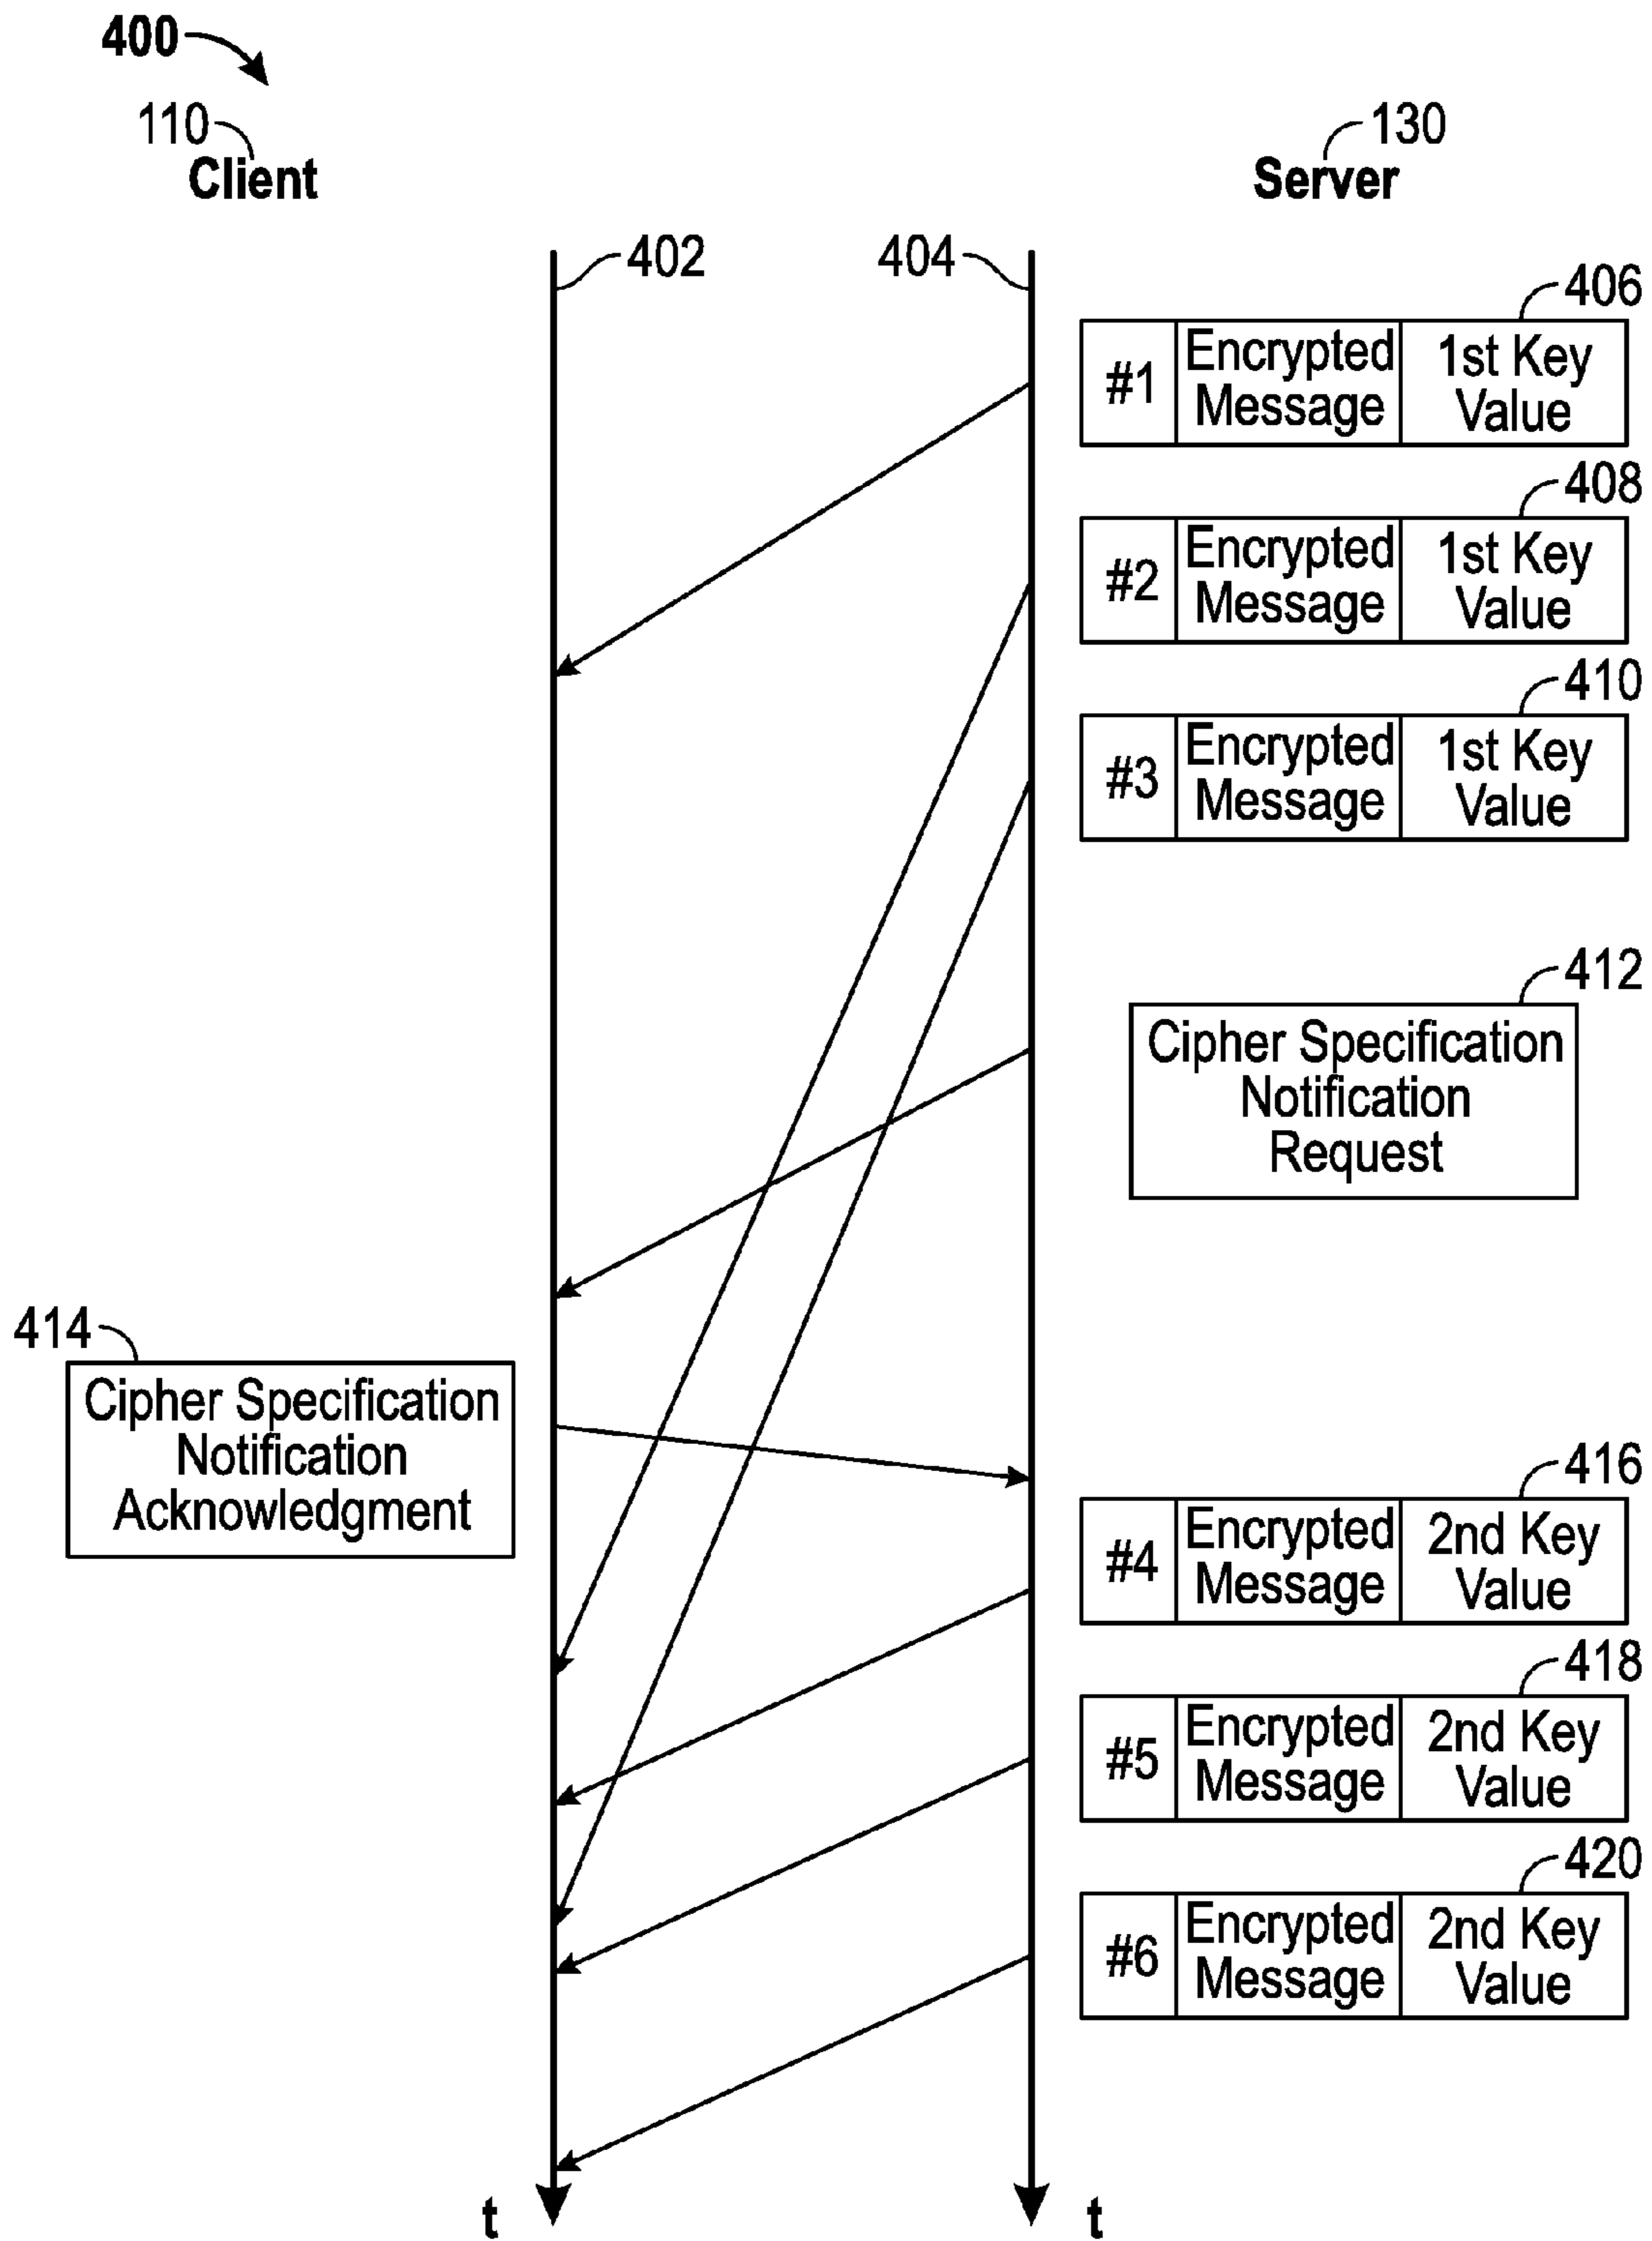 400
110
130
Client
Server
402
404
406
#1
Encrypted
Message
1st Key
Value
408
#2
Encrypted
Message
1st Key
Value
410
#3
Encrypted
Message
1st Key
Value
412
Cipher Specification
Notification
Request
414
Cipher Specification
Notification
Acknowledgment
416
#4
Encrypted
Message
2nd Key
Value
418
#5
Encrypted
Message
2nd Key
Value
420
#6
Encrypted
Message
2nd Key
Value
t
t